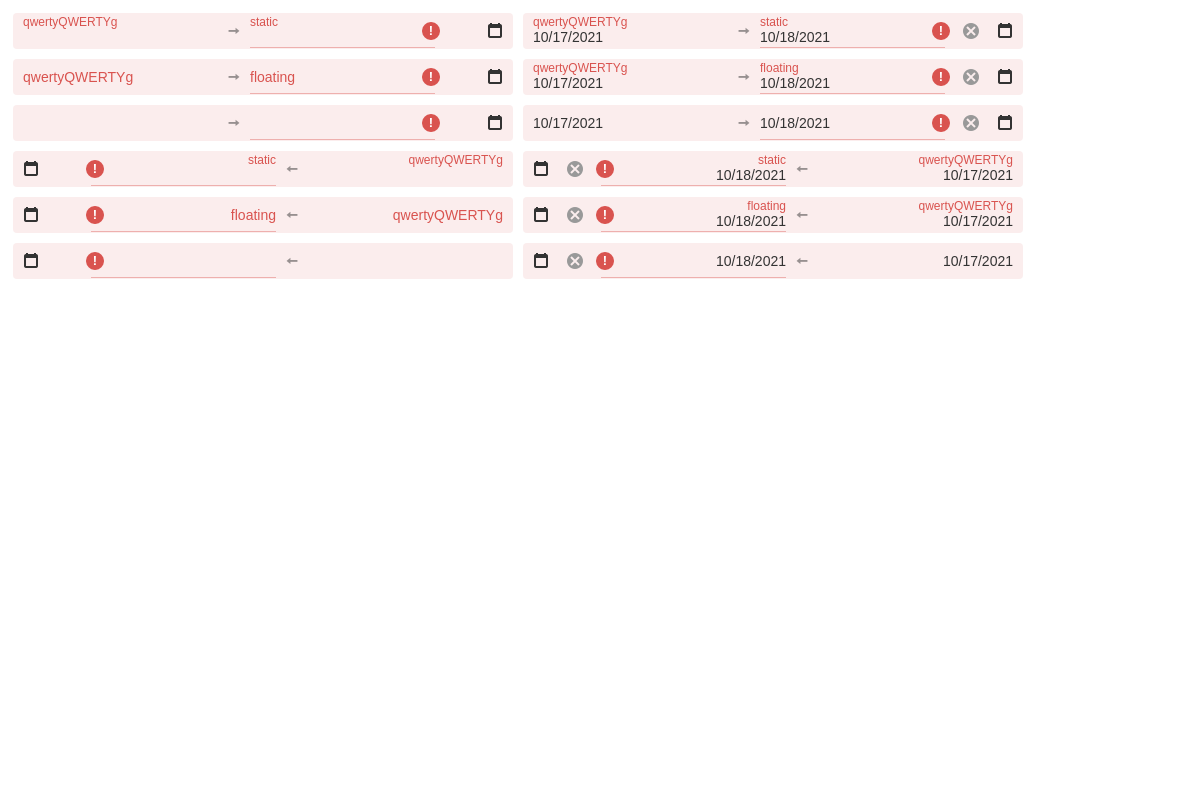 qwertyQWERTYg static qwertyQWERTYg static
10/17/2021 10/18/2021
qwertyQWERTYg floating qwertyQWERTYg floating
10/17/2021 10/18/2021
10/17/2021 10/18/2021
static qwertyQWERTYg static qwertyQWERTYg
10/18/2021 10/17/2021
floating qwertyQWERTYg floating qwertyQWERTYg
10/18/2021 10/17/2021
10/18/2021 10/17/2021